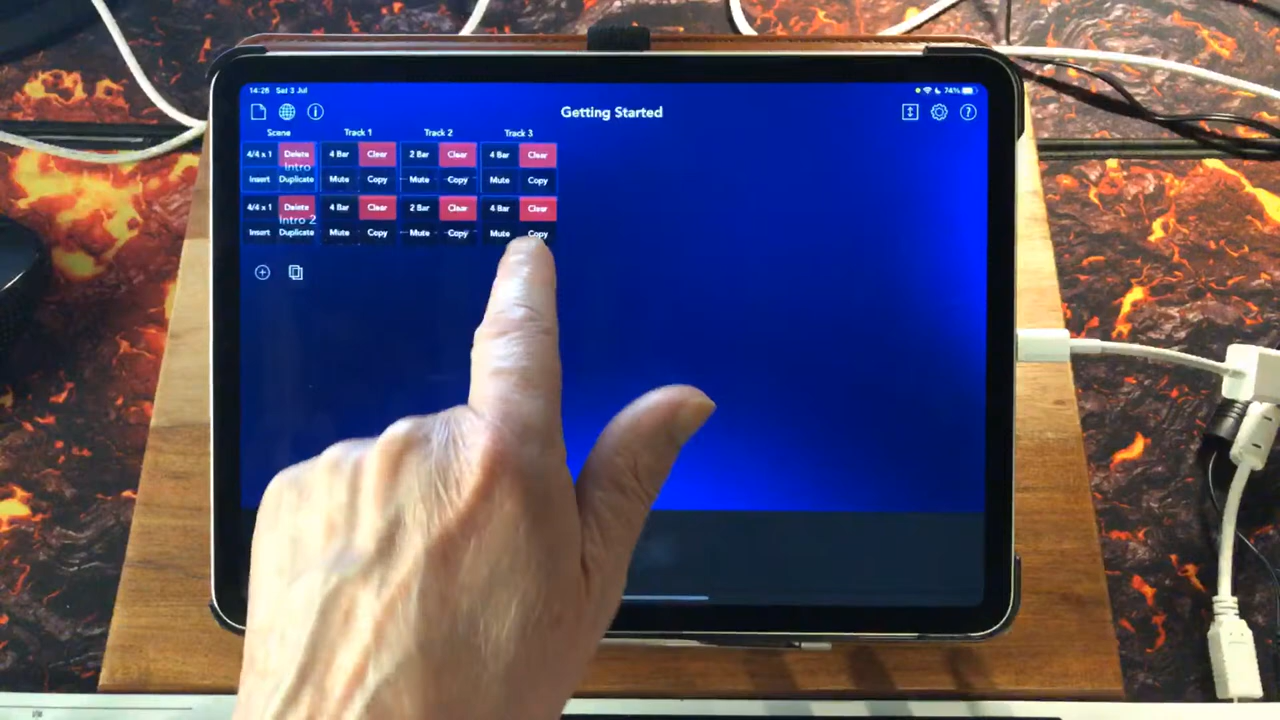 14:26 Sat 3 Jul 74%
Getting Started
Scene Track 1 Track 2 Track 3
4/4 x 1 Delete 4 Bar Clear 2 Bar Clear 4 Bar Clear
Intro
Insert Duplicate Mute Copy Mute Copy Mute Copy
4/4 x 1 Delete 4 Bar Clear 2 Bar Clear 4 Bar Clear
Intro 2
Insert Duplicate Mute Copy Mute Copy Mute Copy